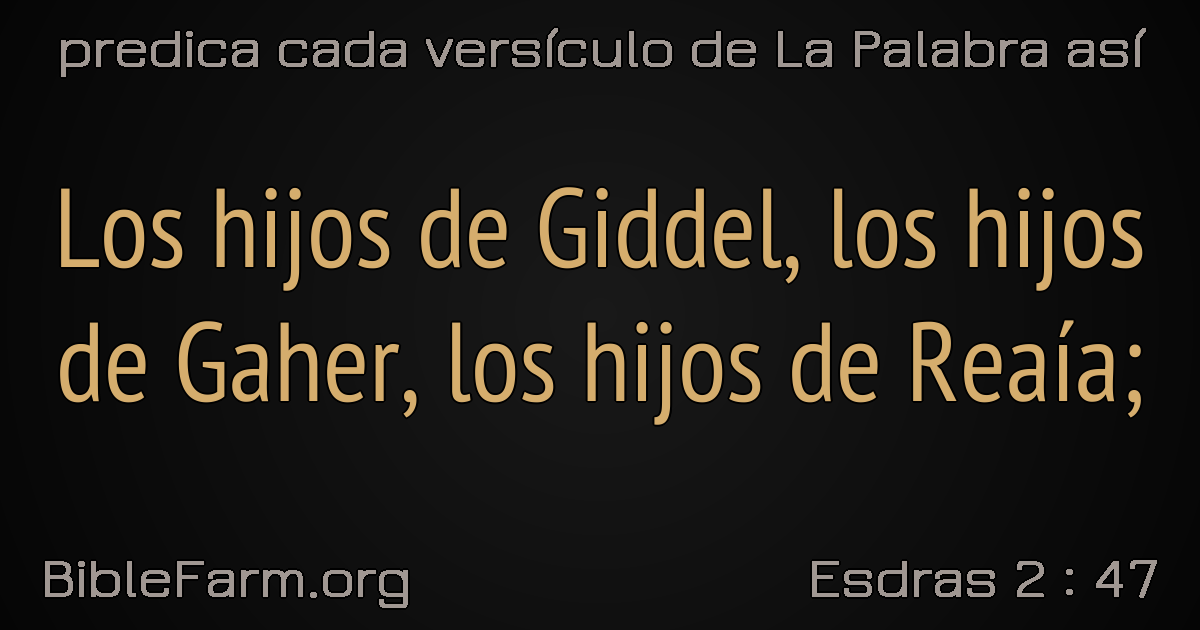 predica cada versículo de La Palabra así
Los hijos de Giddel, los hijos
de Gaher, los hijos de Reaía;
BibleFarm.org
Esdras 2 : 47